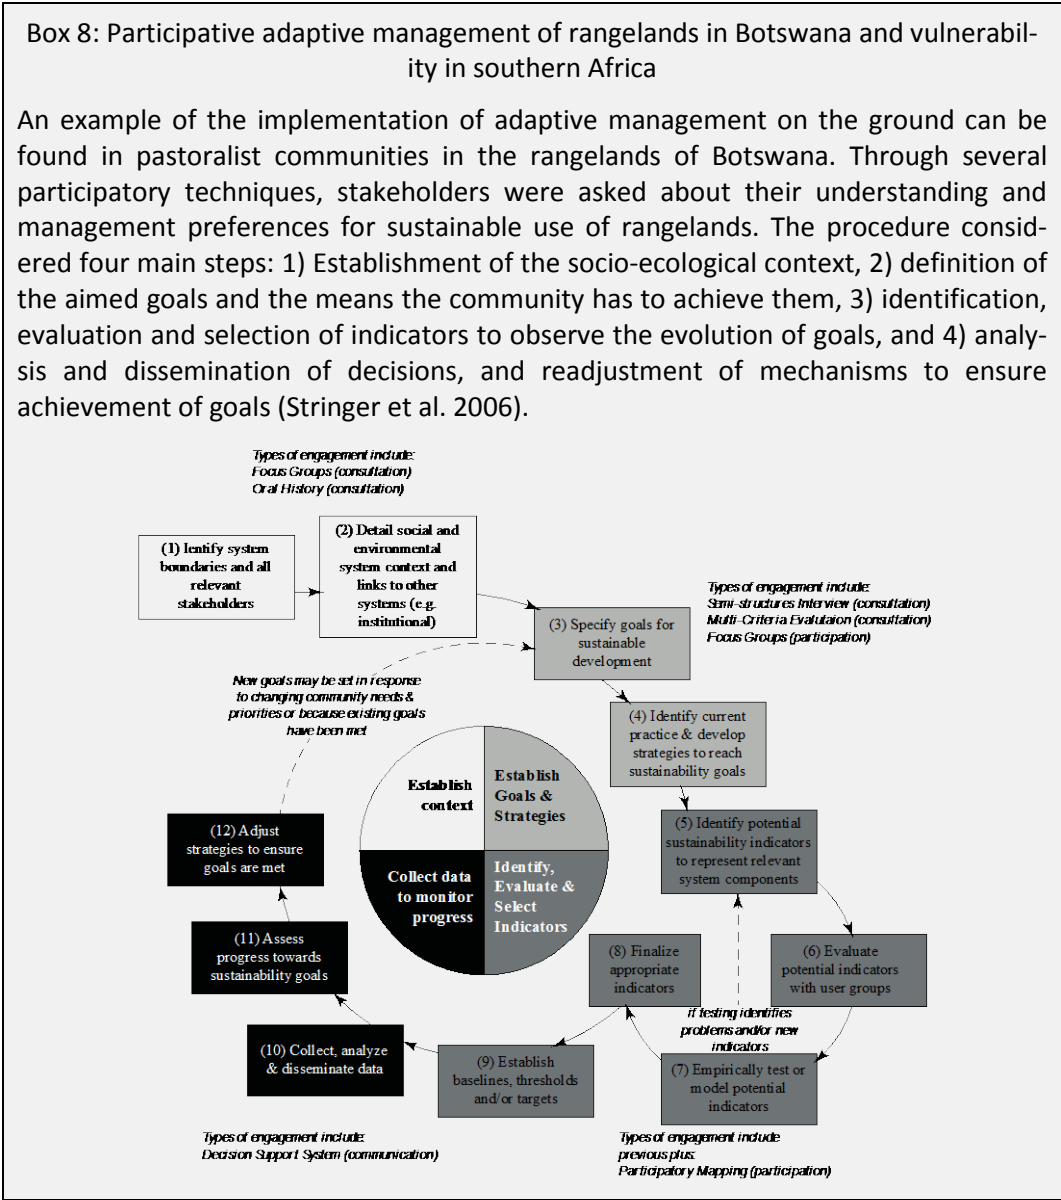 Box 8: Participative adaptive management of rangelands in Botswana and vulnerabil-
ity in southern Africa
An example of the implementation of adaptive management on the ground can be
found in pastoralist communities in the rangelands of Botswana. Through several
participatory techniques, stakeholders were asked about their understanding and
management preferences for sustainable use of rangelands. The procedure consid-
ered four main steps: 1) Establishment of the socio-ecological context, 2) definition of
the aimed goals and the means the community has to achieve them, 3) identification,
evaluation and selection of indicators to observe the evolution of goals, and 4) analy-
sis and dissemination of decisions, and readjustment of mechanisms to ensure
achievement of goals (Stringer et al. 2006).
Types of engagement include:
Focus Groups (consultation)
Oral History (consultation)
(1) Ientify system
boundaries and all
relevant
stakeholders
(2) Detail social and
environmental
system context and
links to other
systems (e.g.
institutional)
Types of engagement include:
Semi-structures Interview (consultation)
Multi-Criteria Evalutaion (consultation)
Focus Groups (participation)
(3) Specify goals for
sustainable
development
New goals may be set in response
to changing community needs &
priorities or because existing goals
have been met
(4) Identify current
practice & develop
strategies to reach
sustainability goals
Establish
context
Establish
Goals &
Strategies
Collect data
to monitor
progress
Identify,
Evaluate &
Select
Indicators
(5) Identify potential
sustainability indicators
to represent relevant
system components
(6) Evaluate
potential indicators
with user groups
if testing identifies
problems and/or new
indicators
(7) Empirically test or
model potential
indicators
(8) Finalize
appropriate
indicators
(9) Establish
baselines, thresholds
and/or targets
(10) Collect, analyze
& disseminate data
(11) Assess
progress towards
sustainability goals
(12) Adjust
strategies to ensure
goals are met
Types of engagement include:
Decision Support System (communication)
Types of engagement include
previous plus:
Participatory Mapping (participation)